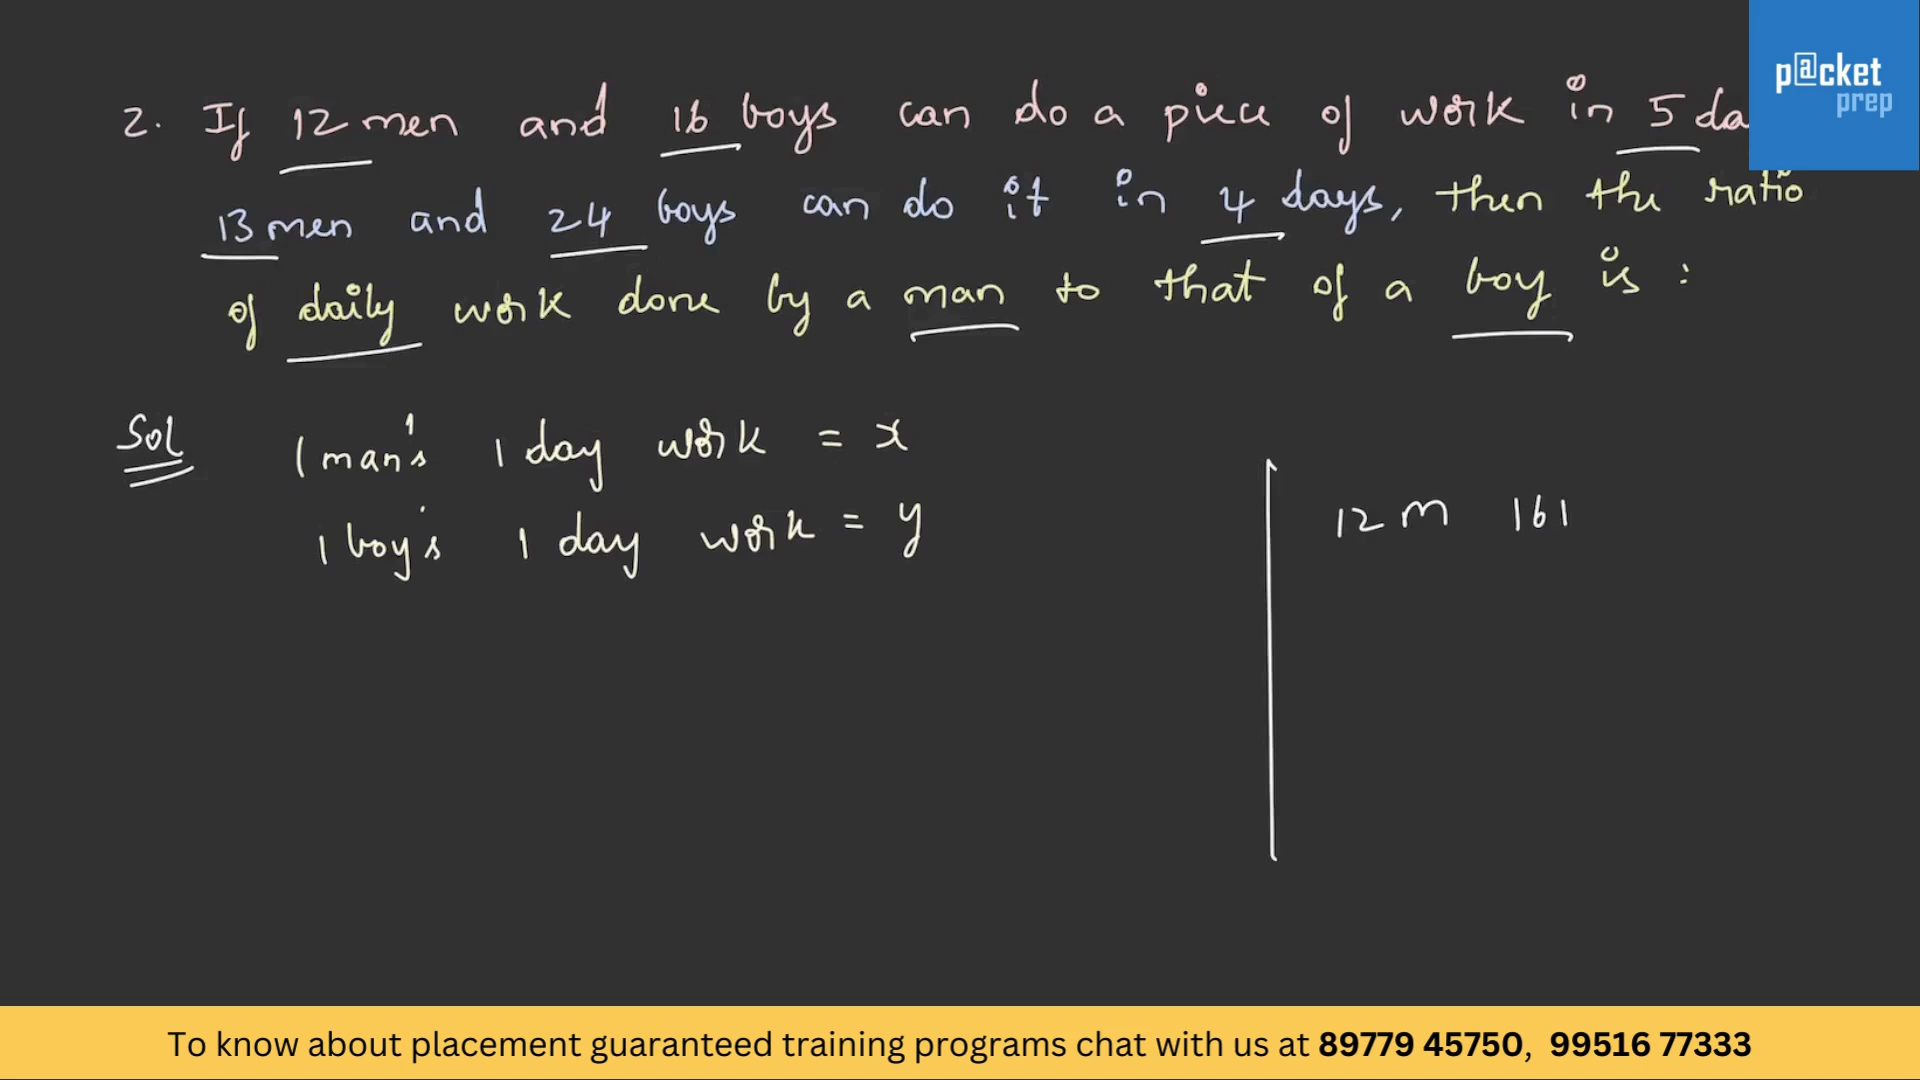 p@cket
prep
2. If 12 men and 16 boys can do a piece of work in 5 da
13 men and 24 boys can do it in 4 days, then the ratio
of daily work done by a man to that of a boy is :
Sol
1 man's 1 day work = x
1 boy's 1 day work = y
12 m 161
To know about placement guaranteed training programs chat with us at 89779 45750, 99516 77333